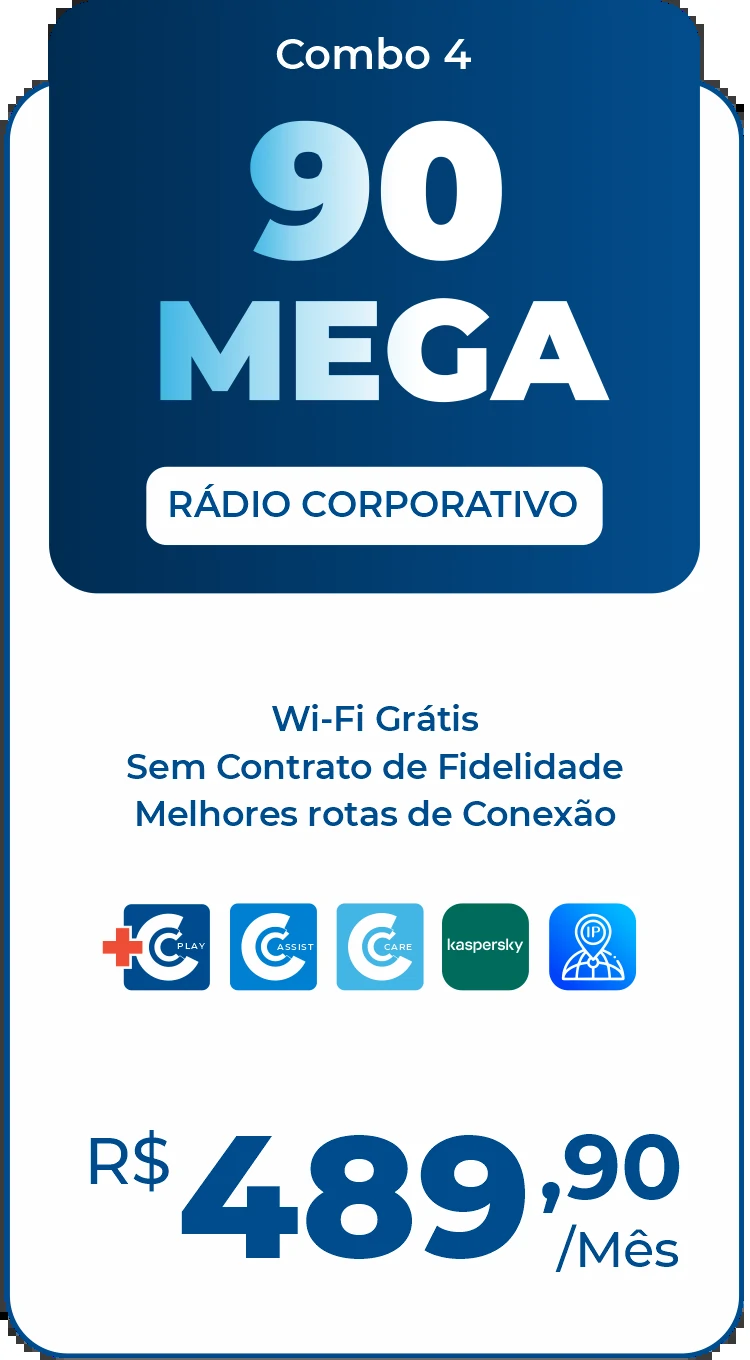 Combo 4
90
MEGA
RÁDIO CORPORATIVO
Wi-Fi Grátis
Sem Contrato de Fidelidade
Melhores rotas de Conexão
PLAY ASSIST CARE kaspersky IP
R$ 489,90
/Mês